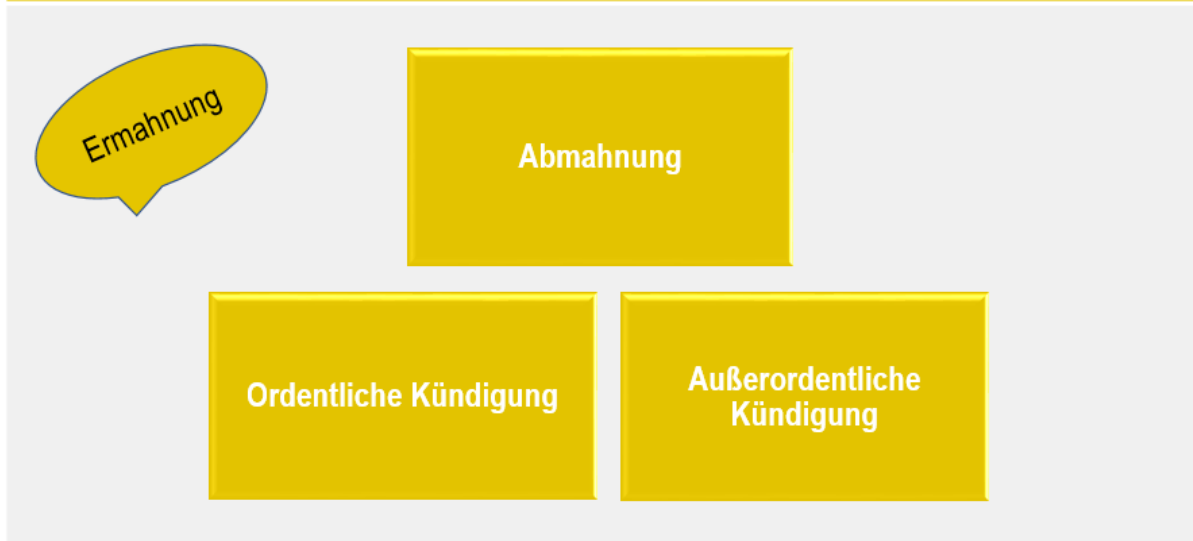 Ermahnung
Abmahnung
Ordentliche Kündigung
Außerordentliche
Kündigung